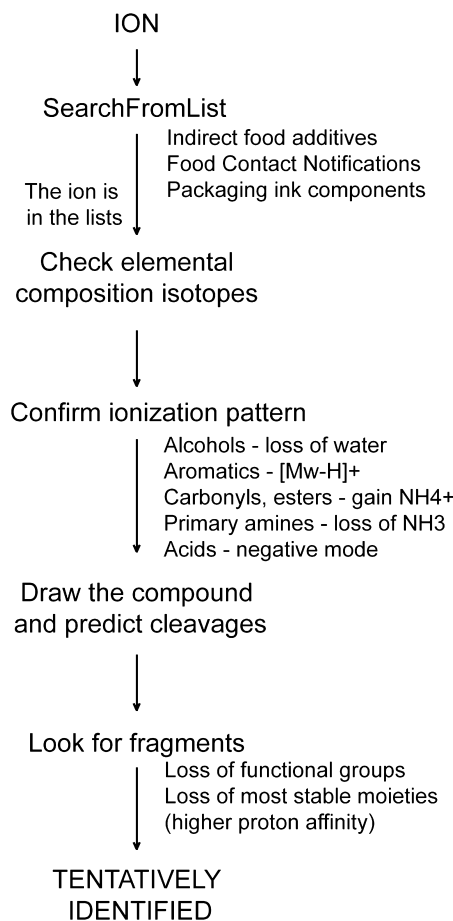 ION
SearchFromList
Indirect food additives
Food Contact Notifications
Packaging ink components
The ion is
in the lists
Check elemental
composition isotopes
Confirm ionization pattern
Alcohols - loss of water
Aromatics - [Mw-H]+
Carbonyls, esters - gain NH4+
Primary amines - loss of NH3
Acids - negative mode
Draw the compound
and predict cleavages
Look for fragments
Loss of functional groups
Loss of most stable moieties
(higher proton affinity)
TENTATIVELY
IDENTIFIED